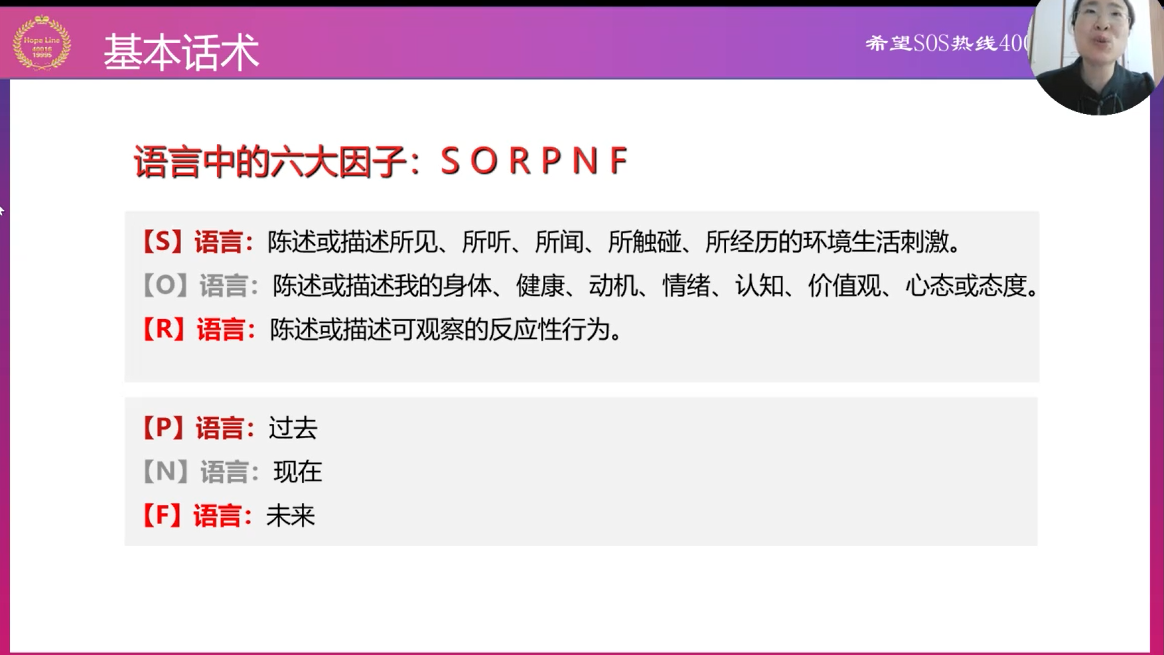 Hope Line
40016
19995
基本话术
希望SOS热线400
语言中的六大因子：S O R P N F
【S】语言：陈述或描述所见、所听、所闻、所触碰、所经历的环境生活刺激。
【O】语言：陈述或描述我的身体、健康、动机、情绪、认知、价值观、心态或态度。
【R】语言：陈述或描述可观察的反应性行为。
【P】语言：过去
【N】语言：现在
【F】语言：未来